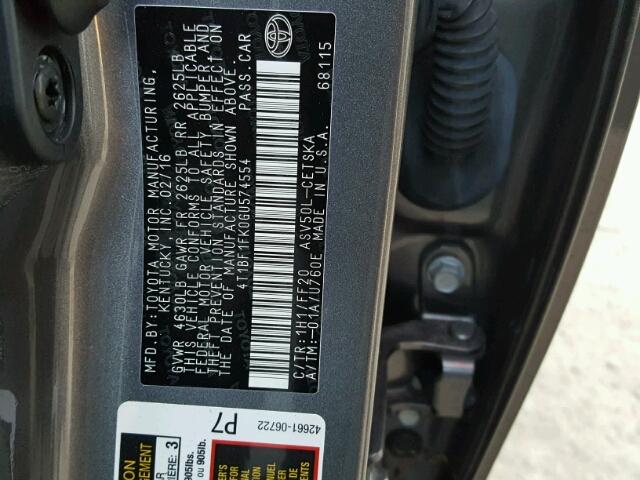 MFD. BY: TOYOTA MOTOR MANUFACTURING,
KENTUCKY, INC. 02/16
GVWR 4630LB GAWR FR 2625LB RR 2625LB
THIS VEHICLE CONFORMS TO ALL APPLICABLE
FEDERAL MOTOR VEHICLE SAFETY, BUMPER, AND
THEFT PREVENTION STANDARDS IN EFFECT ON
THE DATE OF MANUFACTURE SHOWN ABOVE.
4T1BF1FK0GU574554 PASS.CAR
C/TR:1H1/FF20 ASV50L-CETSKA
A/TM:-01A/U760E MADE IN U.S.A.
68115
42661-06722
P7
905lbs.
ou 905lb.